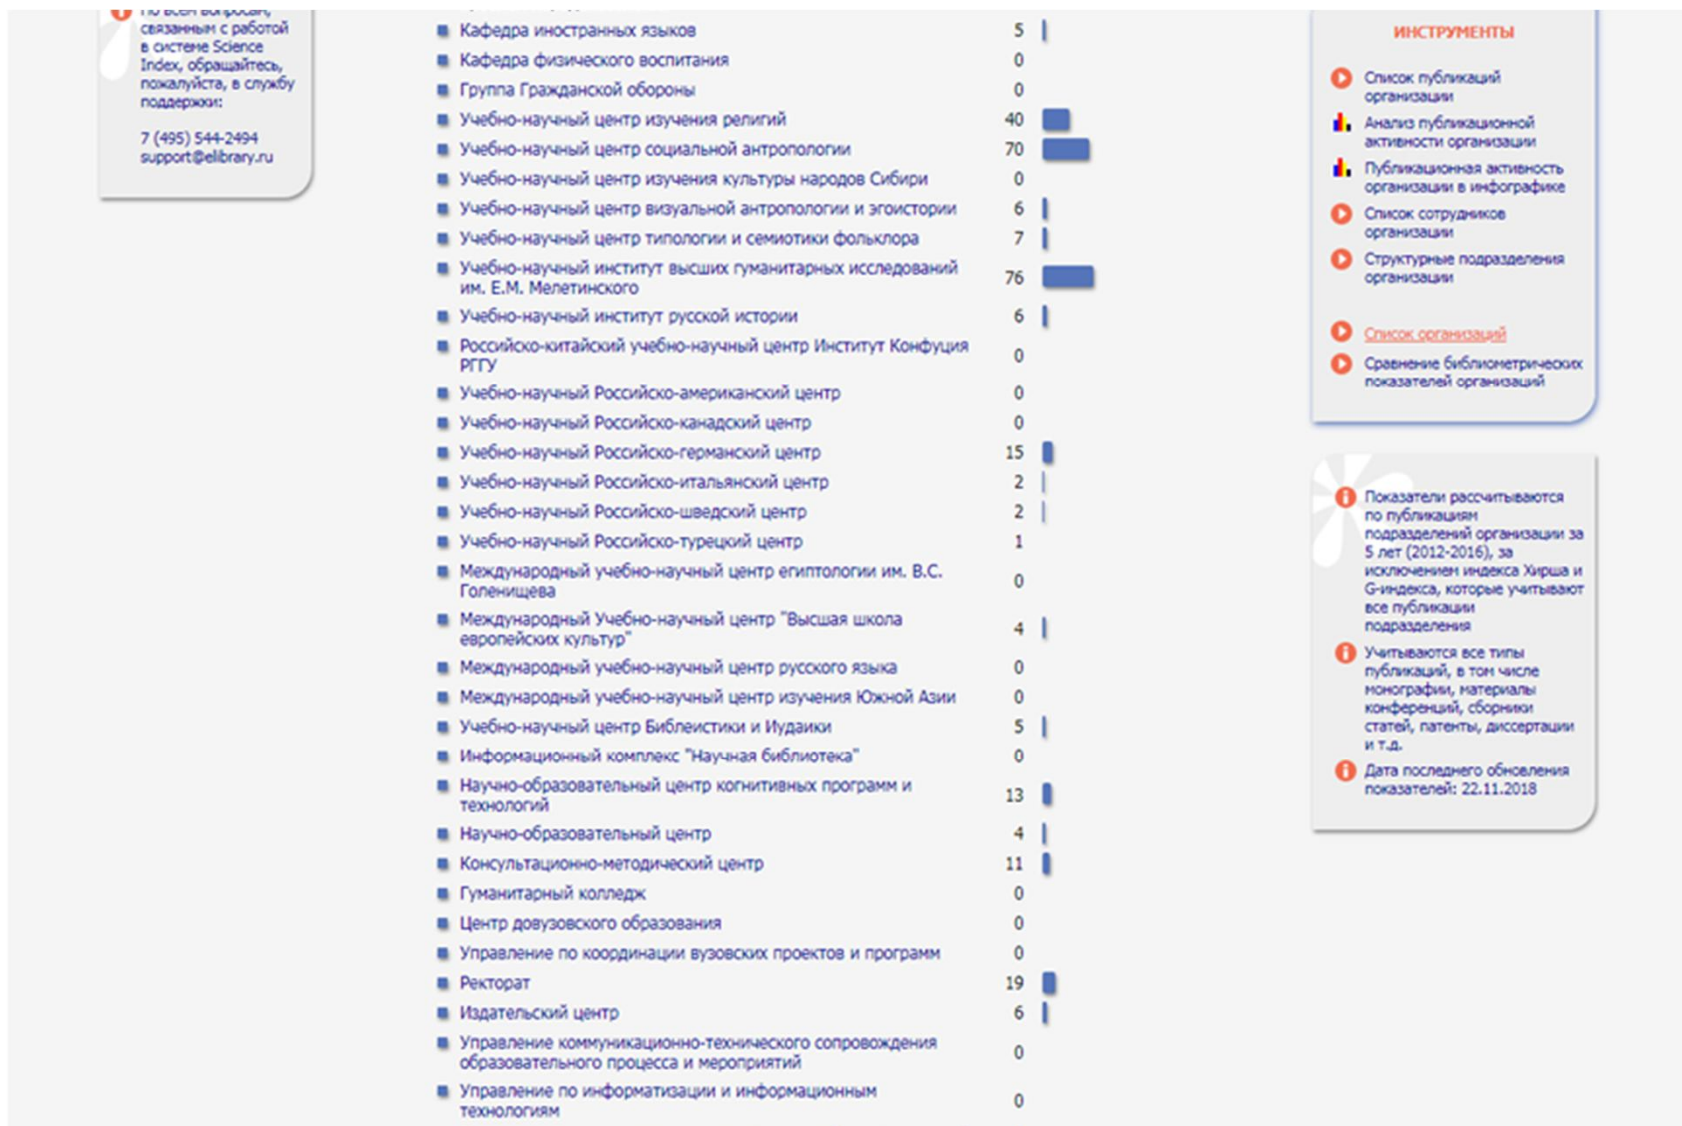 По всем вопросам,
связанным с работой
в системе Science
Index, обращайтесь,
пожалуйста, в службу
поддержки:
7 (495) 544-2494
support@elibrary.ru
Кафедра иностранных языков 5
Кафедра физического воспитания 0
Группа Гражданской обороны 0
Учебно-научный центр изучения религий 40
Учебно-научный центр социальной антропологии 70
Учебно-научный центр изучения культуры народов Сибири 0
Учебно-научный центр визуальной антропологии и эгоистории 6
Учебно-научный центр типологии и семиотики фольклора 7
Учебно-научный институт высших гуманитарных исследований
им. Е.М. Мелетинского 76
Учебно-научный институт русской истории 6
Российско-китайский учебно-научный центр Институт Конфуция
РГГУ 0
Учебно-научный Российско-американский центр 0
Учебно-научный Российско-канадский центр 0
Учебно-научный Российско-германский центр 15
Учебно-научный Российско-итальянский центр 2
Учебно-научный Российско-шведский центр 2
Учебно-научный Российско-турецкий центр 1
Международный учебно-научный центр египтологии им. В.С.
Голенищева 0
Международный Учебно-научный центр "Высшая школа
европейских культур" 4
Международный учебно-научный центр русского языка 0
Международный учебно-научный центр изучения Южной Азии 0
Учебно-научный центр Библеистики и Иудаики 5
Информационный комплекс "Научная библиотека" 0
Научно-образовательный центр когнитивных программ и
технологий 13
Научно-образовательный центр 4
Консультационно-методический центр 11
Гуманитарный колледж 0
Центр довузовского образования 0
Управление по координации вузовских проектов и программ 0
Ректорат 19
Издательский центр 6
Управление коммуникационно-технического сопровождения
образовательного процесса и мероприятий 0
Управление по информатизации и информационным
технологиям 0
ИНСТРУМЕНТЫ
Список публикаций
организации
Анализ публикационной
активности организации
Публикационная активность
организации в инфографике
Список сотрудников
организации
Структурные подразделения
организации
Список организаций
Сравнение библиометрических
показателей организаций
Показатели рассчитываются
по публикациям
подразделений организации за
5 лет (2012-2016), за
исключением индекса Хирша и
G-индекса, которые учитывают
все публикации
подразделения
Учитываются все типы
публикаций, в том числе
монографии, материалы
конференций, сборники
статей, патенты, диссертации
и т.д.
Дата последнего обновления
показателей: 22.11.2018